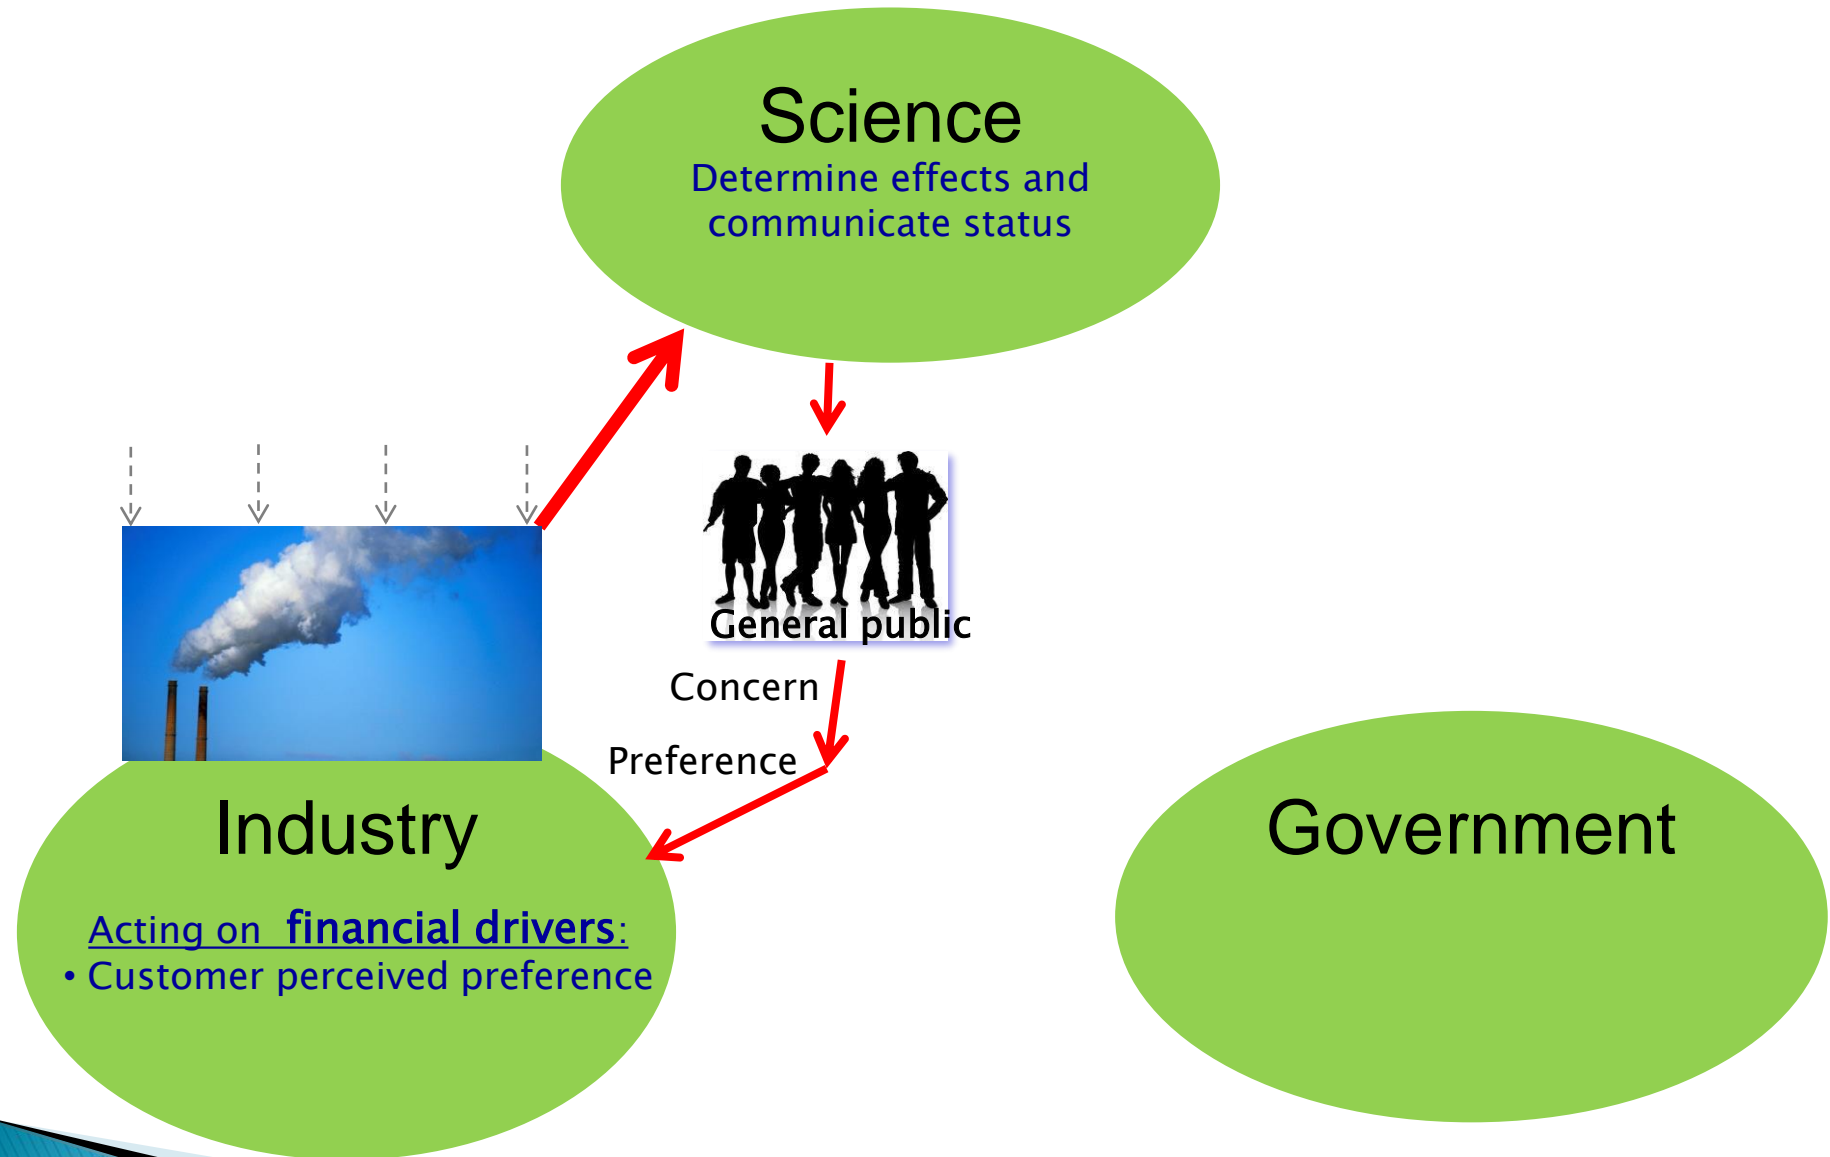 Science
Determine effects and
communicate status
General public
Concern
Preference
Industry
Acting on financial drivers:
• Customer perceived preference
Government